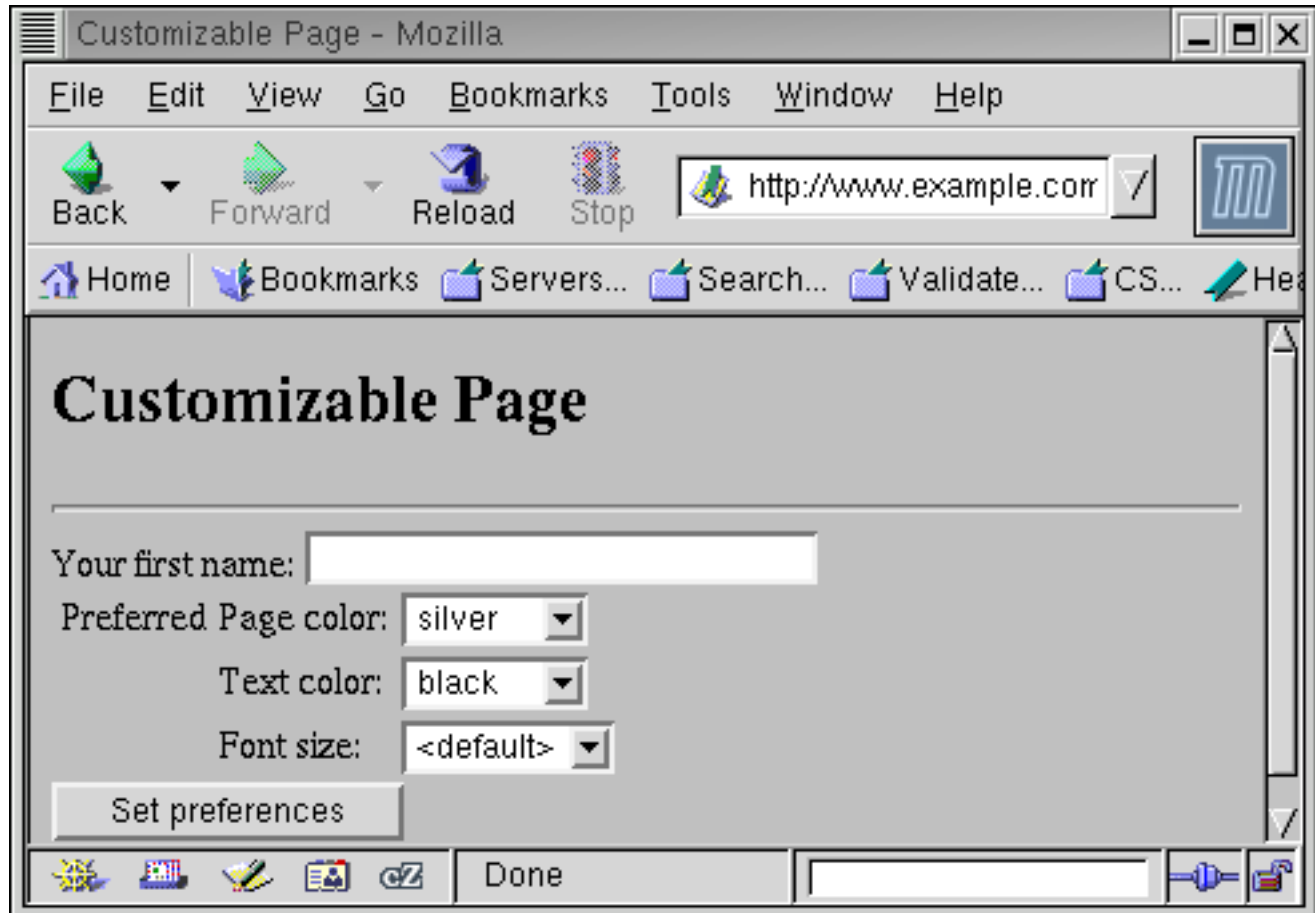 Customizable Page - Mozilla
File Edit View Go Bookmarks Tools Window Help
Back Forward Reload Stop http://www.example.com
Home Bookmarks Servers... Search... Validate... CS... Hea
Customizable Page
Your first name:
Preferred Page color: silver
Text color: black
Font size: <default>
Set preferences
cZ Done